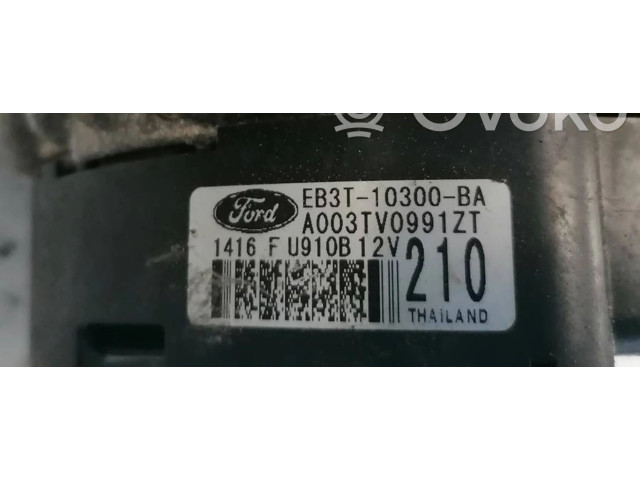 Ovoko
Ford
EB3T-10300-BA
A003TV0991ZT
1416 F U910B 12V
210
THAILAND